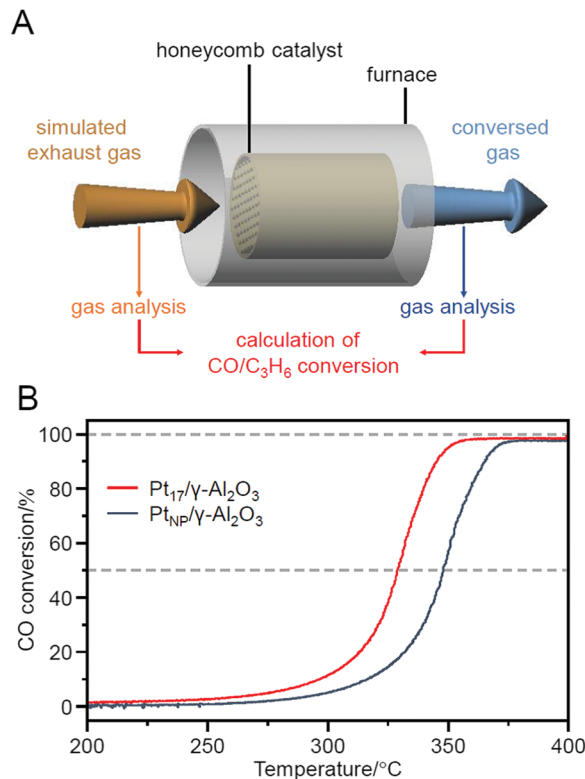 A
honeycomb catalyst
furnace
simulated
exhaust gas
conversed
gas
gas analysis
gas analysis
calculation of
CO/C₃H₆ conversion
B
100
80
60
40
20
0
CO conversion/%
Pt₁₇/γ-Al₂O₃
Pt_NP/γ-Al₂O₃
200
250
300
350
400
Temperature/°C